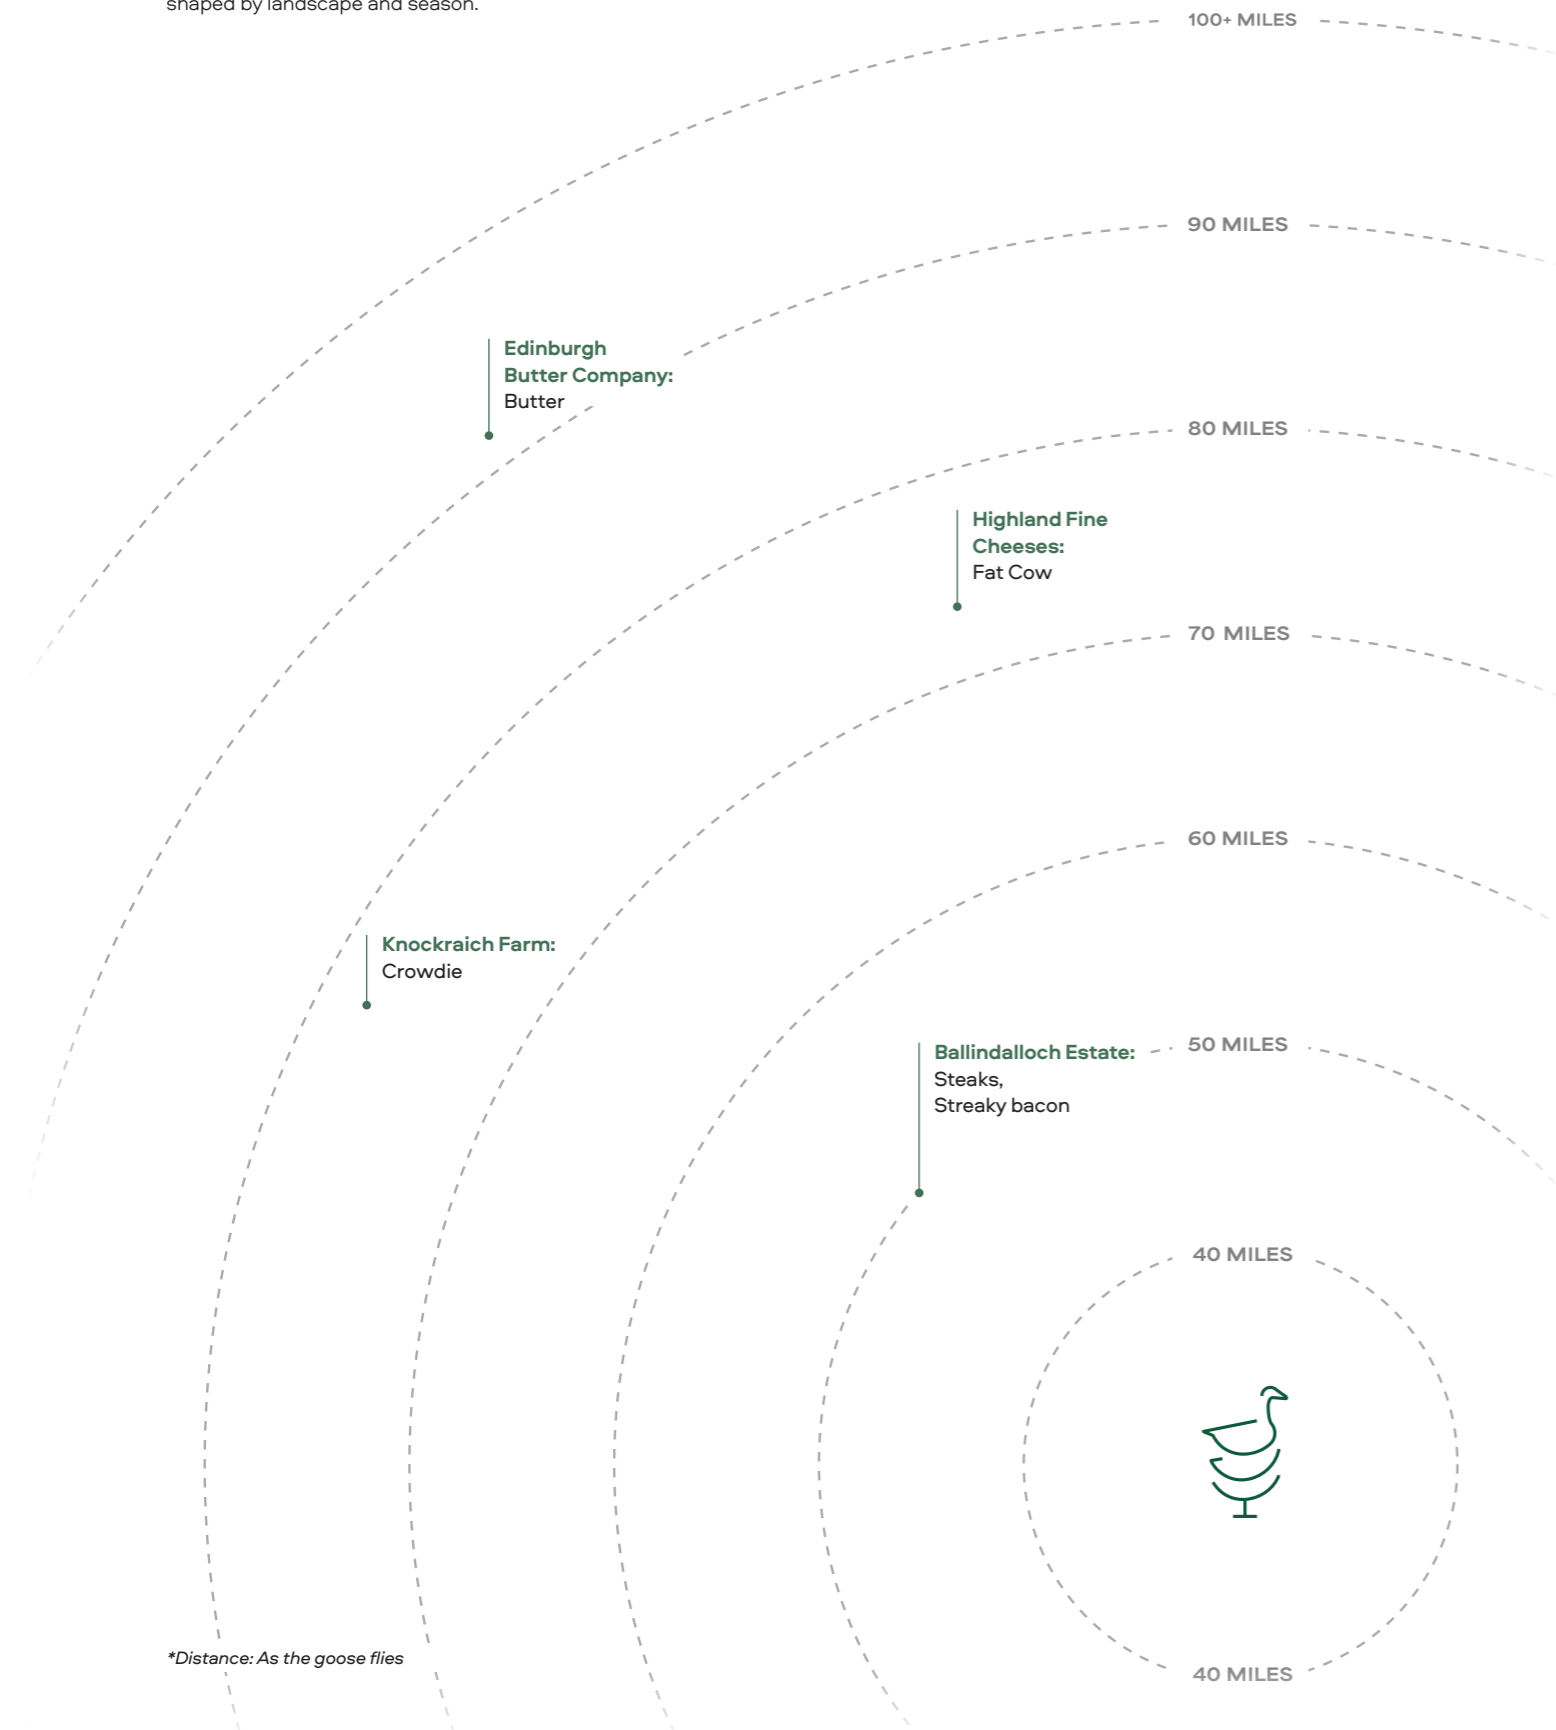 shaped by landscape and season.
100+ MILES
90 MILES
Edinburgh
Butter Company:
Butter
80 MILES
Highland Fine
Cheeses:
Fat Cow
70 MILES
60 MILES
Knockraich Farm:
Crowdie
50 MILES
Ballindalloch Estate:
Steaks,
Streaky bacon
40 MILES
*Distance: As the goose flies
40 MILES